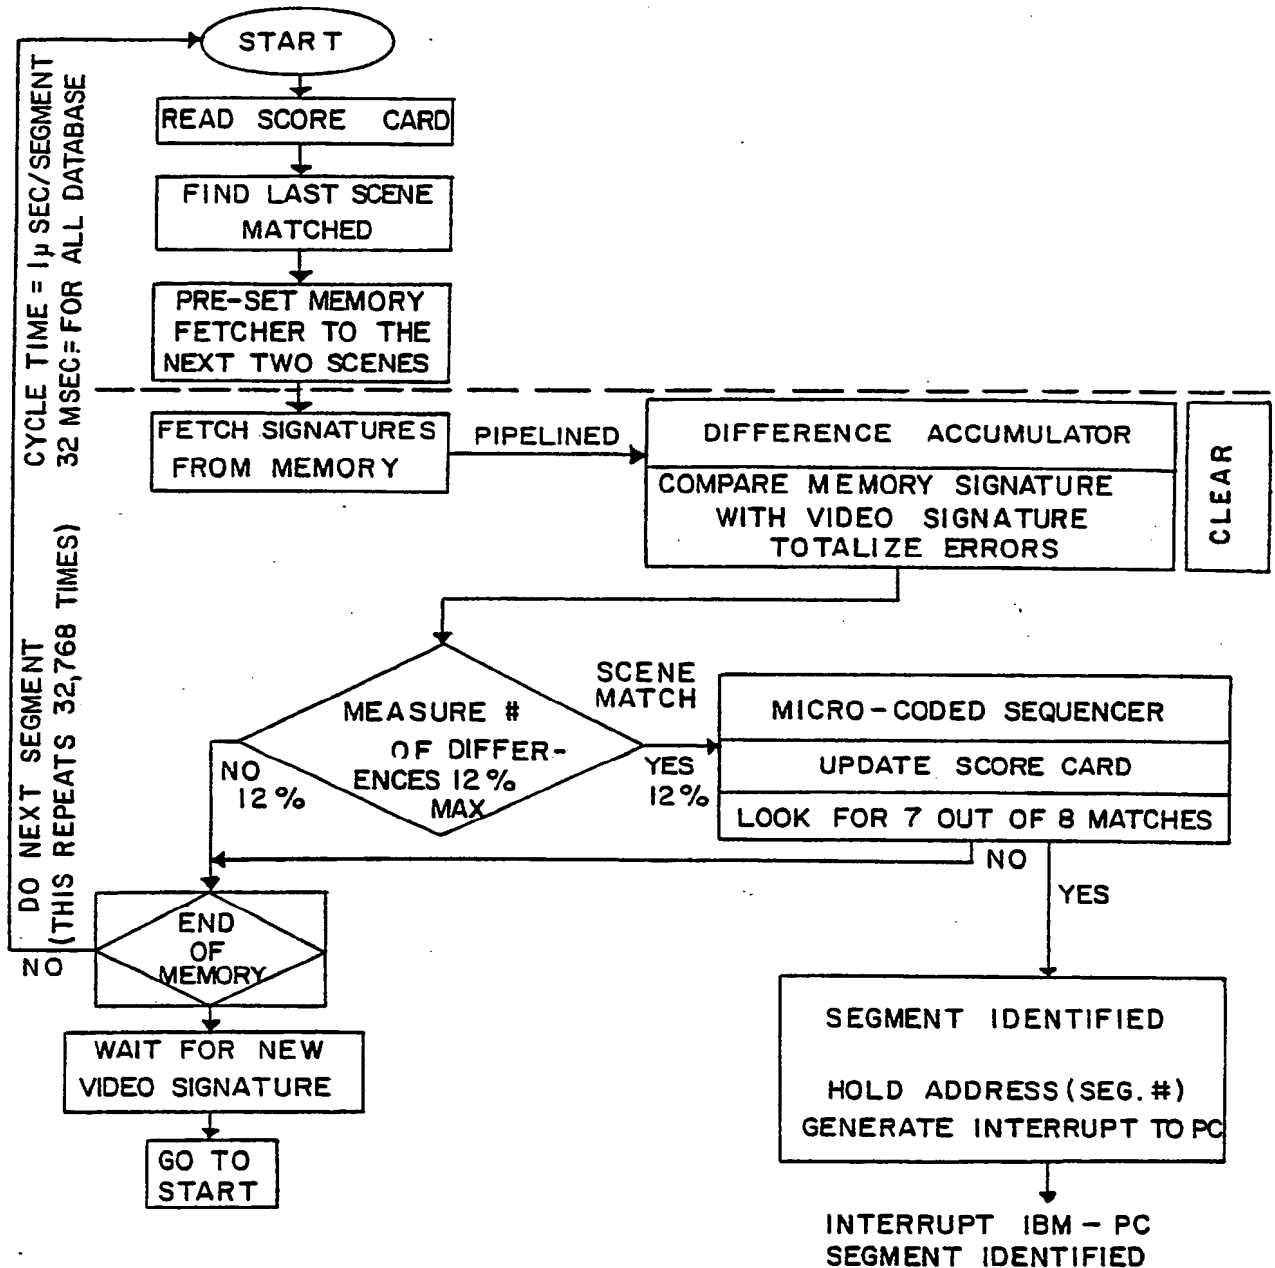 START
READ SCORE CARD
FIND LAST SCENE
MATCHED
PRE-SET MEMORY
FETCHER TO THE
NEXT TWO SCENES
CYCLE TIME = 1µ SEC/SEGMENT
32 MSEC = FOR ALL DATABASE
FETCH SIGNATURES
FROM MEMORY
PIPELINED
DIFFERENCE ACCUMULATOR
COMPARE MEMORY SIGNATURE
WITH VIDEO SIGNATURE
TOTALIZE ERRORS
CLEAR
DO NEXT SEGMENT
(THIS REPEATS 32,768 TIMES)
MEASURE #
OF DIFFER-
ENCES 12%
MAX
NO
12%
SCENE
MATCH
YES
12%
MICRO-CODED SEQUENCER
UPDATE SCORE CARD
LOOK FOR 7 OUT OF 8 MATCHES
NO
YES
END
OF
MEMORY
NO
WAIT FOR NEW
VIDEO SIGNATURE
GO TO
START
SEGMENT IDENTIFIED
HOLD ADDRESS (SEG. #)
GENERATE INTERRUPT TO PC
INTERRUPT IBM - PC
SEGMENT IDENTIFIED